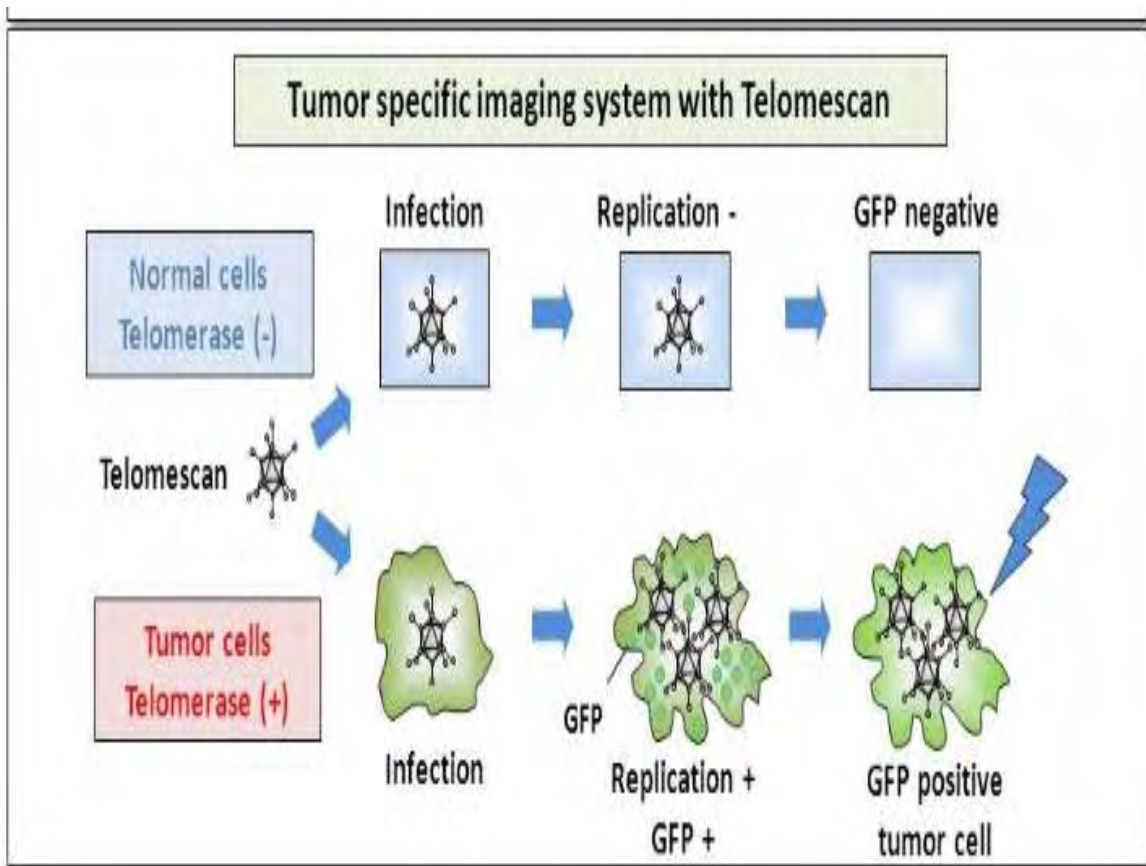 Tumor specific imaging system with Telomescan
Infection
Replication -
GFP negative
Normal cells
Telomerase (-)
Telomescan
Tumor cells
Telomerase (+)
GFP
Infection
Replication +
GFP +
GFP positive
tumor cell